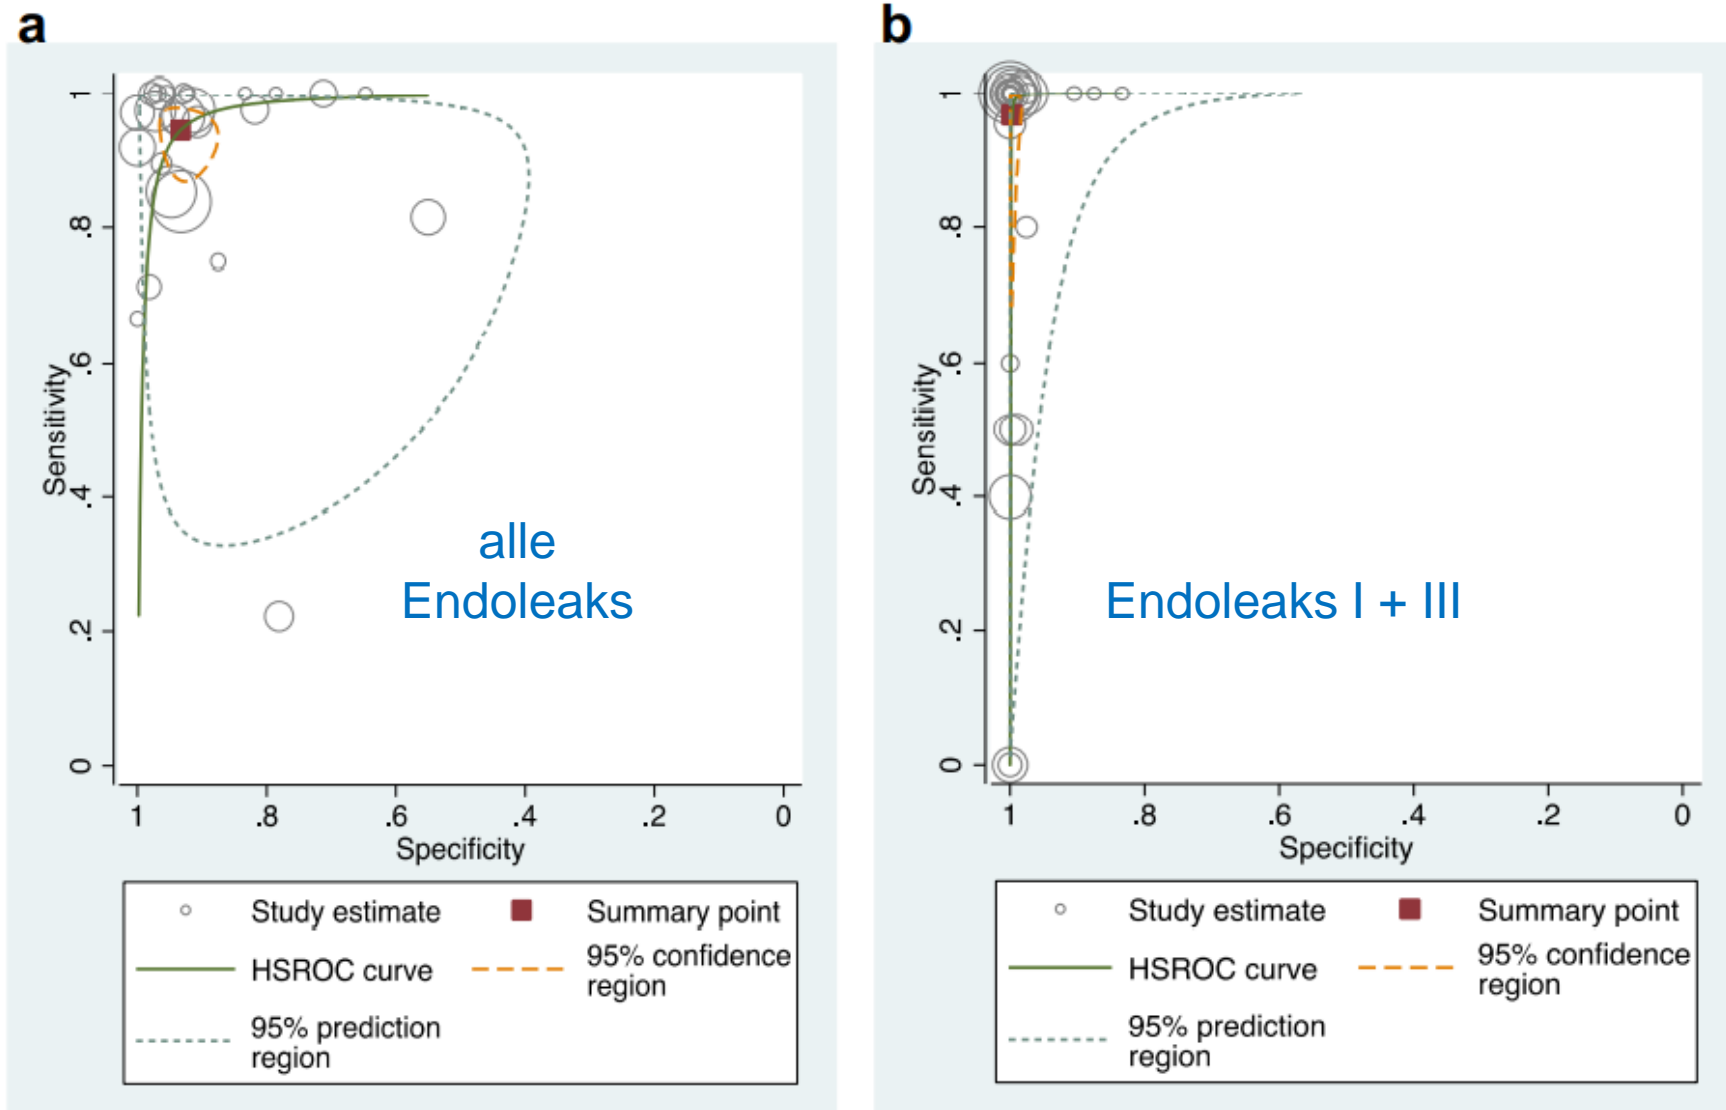 a
1
.8
.6
.4
.2
0
Sensitivity
alle
Endoleaks
1
.8
.6
.4
.2
0
Specificity
Study estimate
Summary point
HSROC curve
95% confidence
region
95% prediction
region
b
1
.8
.6
.4
.2
0
Sensitivity
Endoleaks I + III
1
.8
.6
.4
.2
0
Specificity
Study estimate
Summary point
HSROC curve
95% confidence
region
95% prediction
region